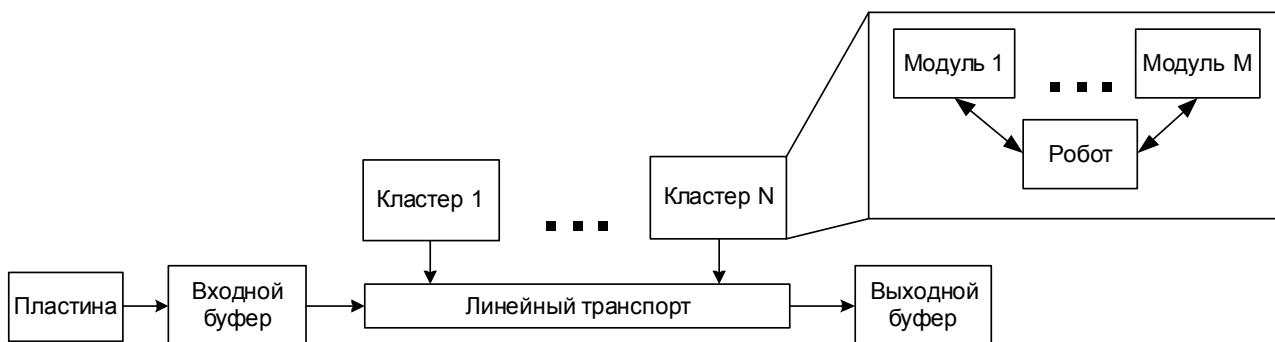 Модуль 1
Модуль M
Робот
Кластер 1
Кластер N
Пластина
Входной
буфер
Линейный транспорт
Выходной
буфер